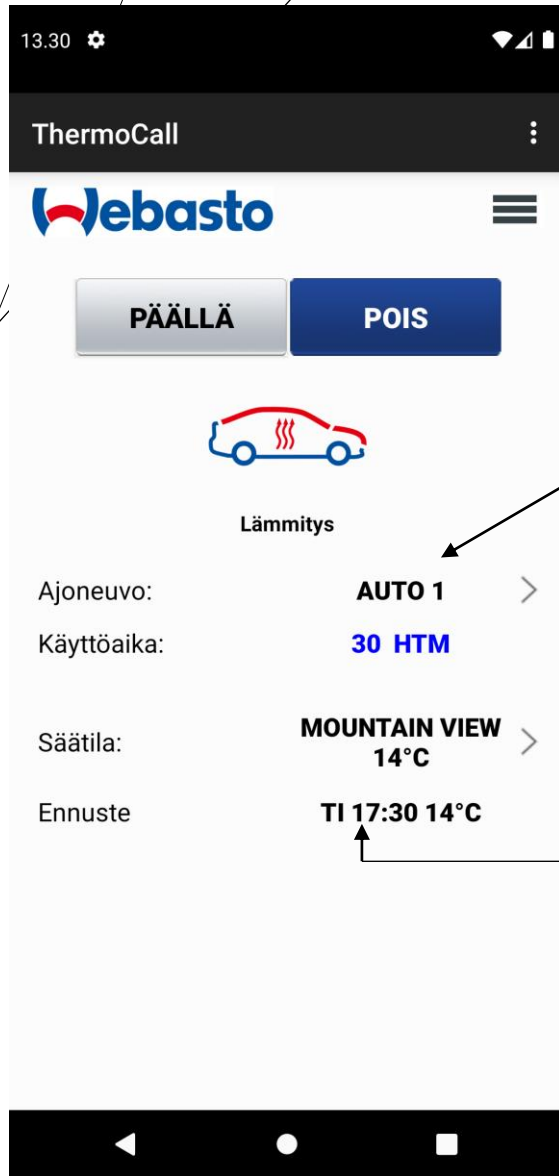 13.30
ThermoCall
Webasto
PÄÄLLÄ POIS
Lämmitys
Ajoneuvo: AUTO 1
Käyttöaika: 30 HTM
Säätila: MOUNTAIN VIEW
14°C
Ennuste TI 17:30 14°C